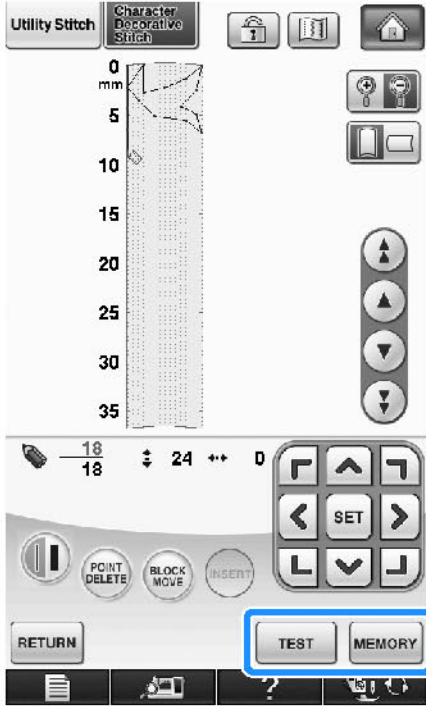 Utility Stitch
Character
Decorative
Stitch
0
mm
5
10
15
20
25
30
35
18
18
24
0
SET
POINT
DELETE
BLOCK
MOVE
INSERT
RETURN
TEST
MEMORY
?